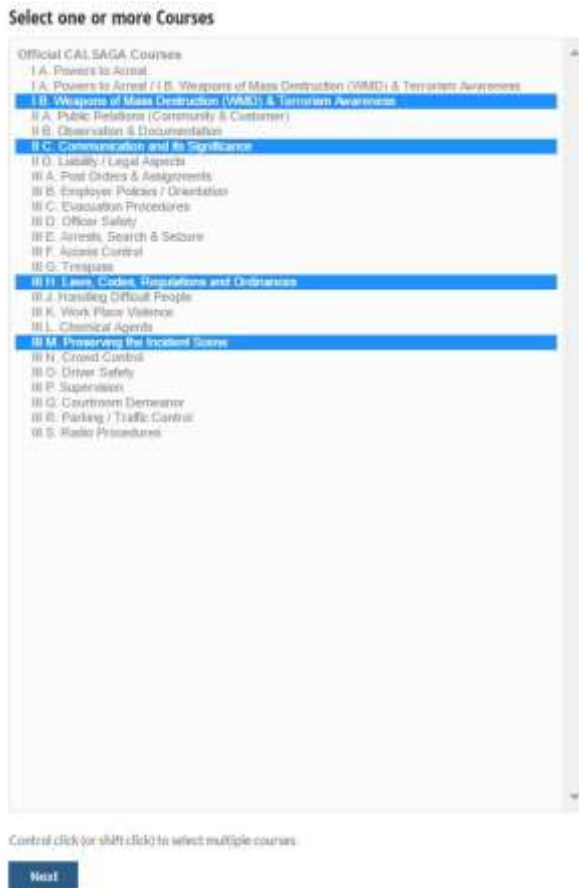 Select one or more Courses
Official CALSAGA Courses
I A. Powers to Arrest
I A. Powers to Arrest / I B. Weapons of Mass Destruction (WMD) & Terrorism Awareness
I B. Weapons of Mass Destruction (WMD) & Terrorism Awareness
II A. Public Relations (Community & Customer)
II B. Observation & Documentation
II C. Communication and its Significance
II D. Liability / Legal Aspects
III A. Post Orders & Assignments
III B. Employer Policies / Orientation
III C. Evacuation Procedures
III D. Officer Safety
III E. Arrests, Search & Seizure
III F. Access Control
III G. Trespass
III H. Laws, Codes, Regulations and Ordinances
III J. Handling Difficult People
III K. Work Place Violence
III L. Chemical Agents
III M. Preserving the Incident Scene
III N. Crowd Control
III O. Driver Safety
III P. Supervision
III Q. Courtroom Demeanor
III R. Parking / Traffic Control
III S. Radio Procedures
Control click (or shift click) to select multiple courses
Next